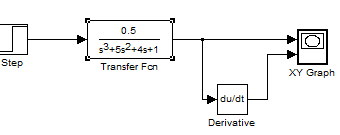 0.5
s3+5s2+4s+1
Step
Transfer Fcn
XY Graph
du/dt
Derivative